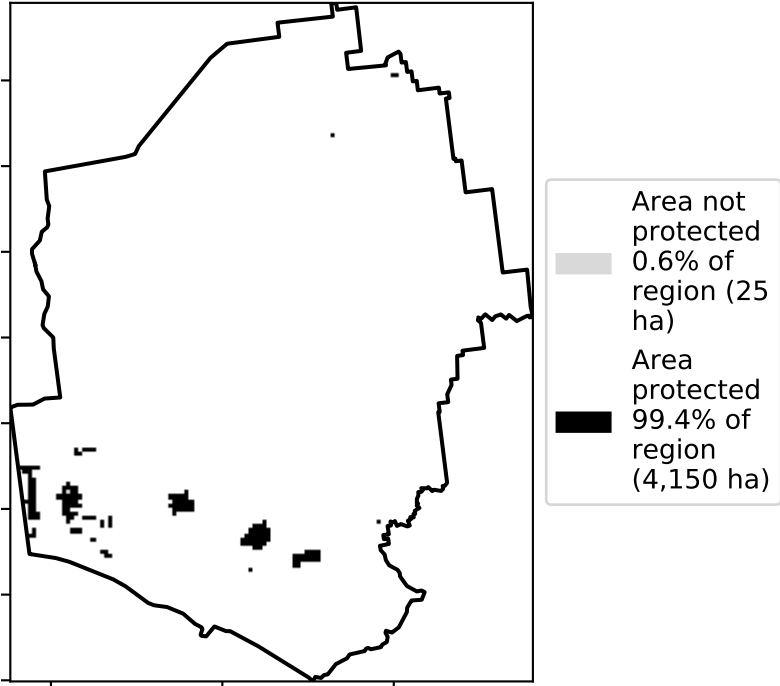 Area not
protected
0.6% of
region (25
ha)
Area
protected
99.4% of
region
(4,150 ha)